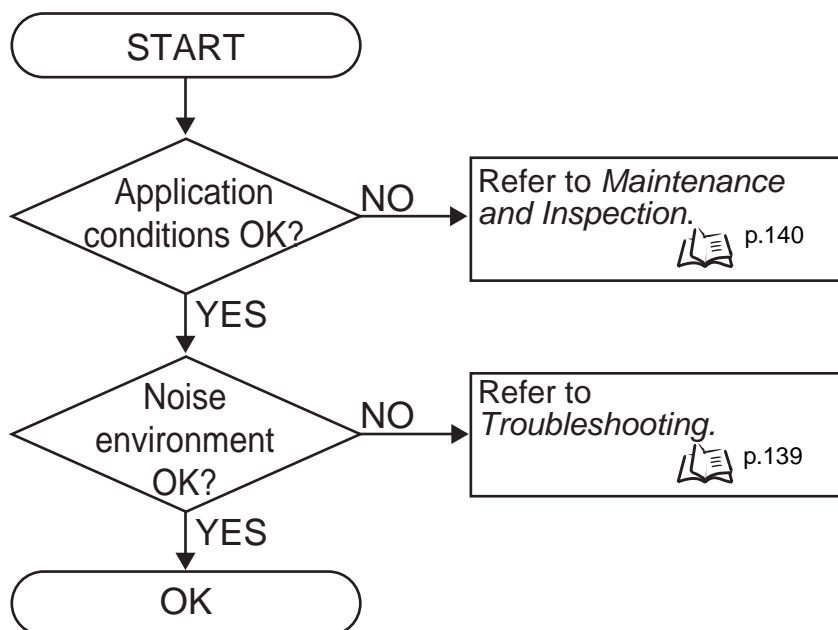 START
Application
conditions OK?
NO
Refer to Maintenance
and Inspection.
p.140
YES
Noise
environment
OK?
NO
Refer to
Troubleshooting.
p.139
YES
OK